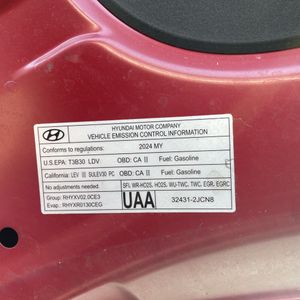 HYUNDAI MOTOR COMPANY
VEHICLE EMISSION CONTROL INFORMATION
Conforms to regulations: 2024 MY
U.S.EPA: T3B30 LDV OBD: CA II Fuel: Gasoline
California: LEV III SULEV30 PC OBD: CA II Fuel: Gasoline
No adjustments needed. SFI, WR-HO2S, HO2S, WU-TWC, TWC, EGR, EGRC
Group: RHYXV02.0CE3
Evap: RHYXR0130CEG
UAA 32431-2JCN8